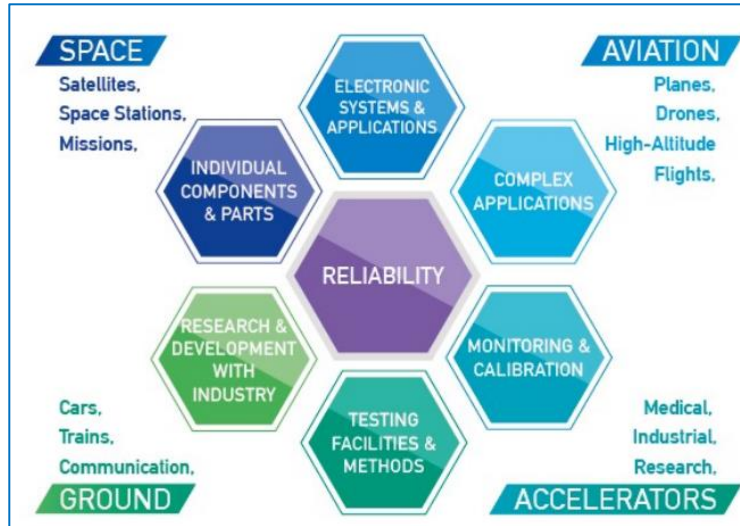 SPACE
Satellites,
Space Stations,
Missions,
AVIATION
Planes,
Drones,
High-Altitude
Flights,
ELECTRONIC
SYSTEMS &
APPLICATIONS
INDIVIDUAL
COMPONENTS
& PARTS
COMPLEX
APPLICATIONS
RELIABILITY
RESEARCH &
DEVELOPMENT
WITH
INDUSTRY
MONITORING &
CALIBRATION
TESTING
FACILITIES &
METHODS
Cars,
Trains,
Communication,
GROUND
Medical,
Industrial,
Research,
ACCELERATORS